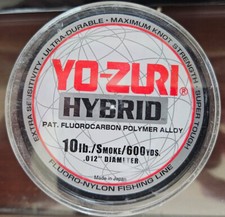 EXTRA SENSITIVITY • ULTRA-DURABLE • MAXIMUM KNOT STRENGTH • SUPER TOUGH
YO-ZURI®
HYBRID
PAT. FLUOROCARBON POLYMER ALLOY
10lb./SMOKE/600YDS.
.012" DIAMETER
Made in Japan
FLUORO-NYLON FISHING LINE